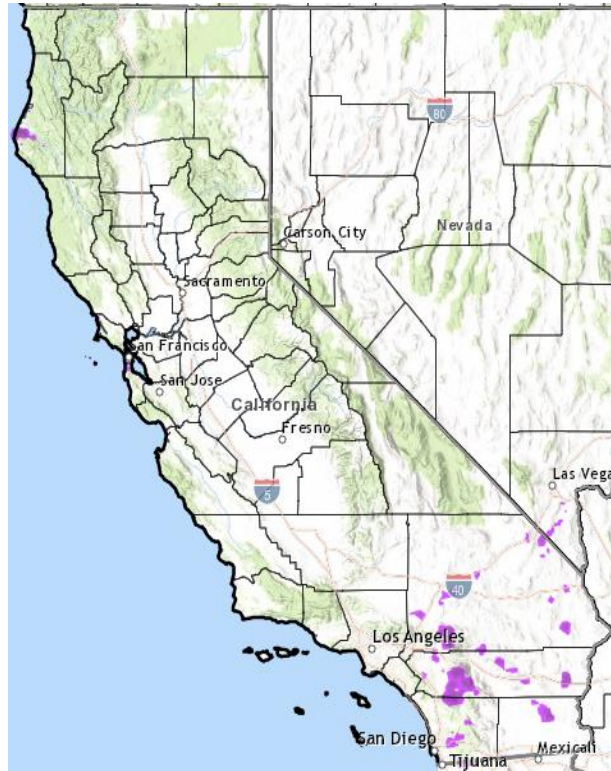 80
Nevada
Carson City
Sacramento
San Francisco
San Jose
California
Fresno
5
Las Vega
40
Los Angeles
San Diego
Mexicali
Tijuana